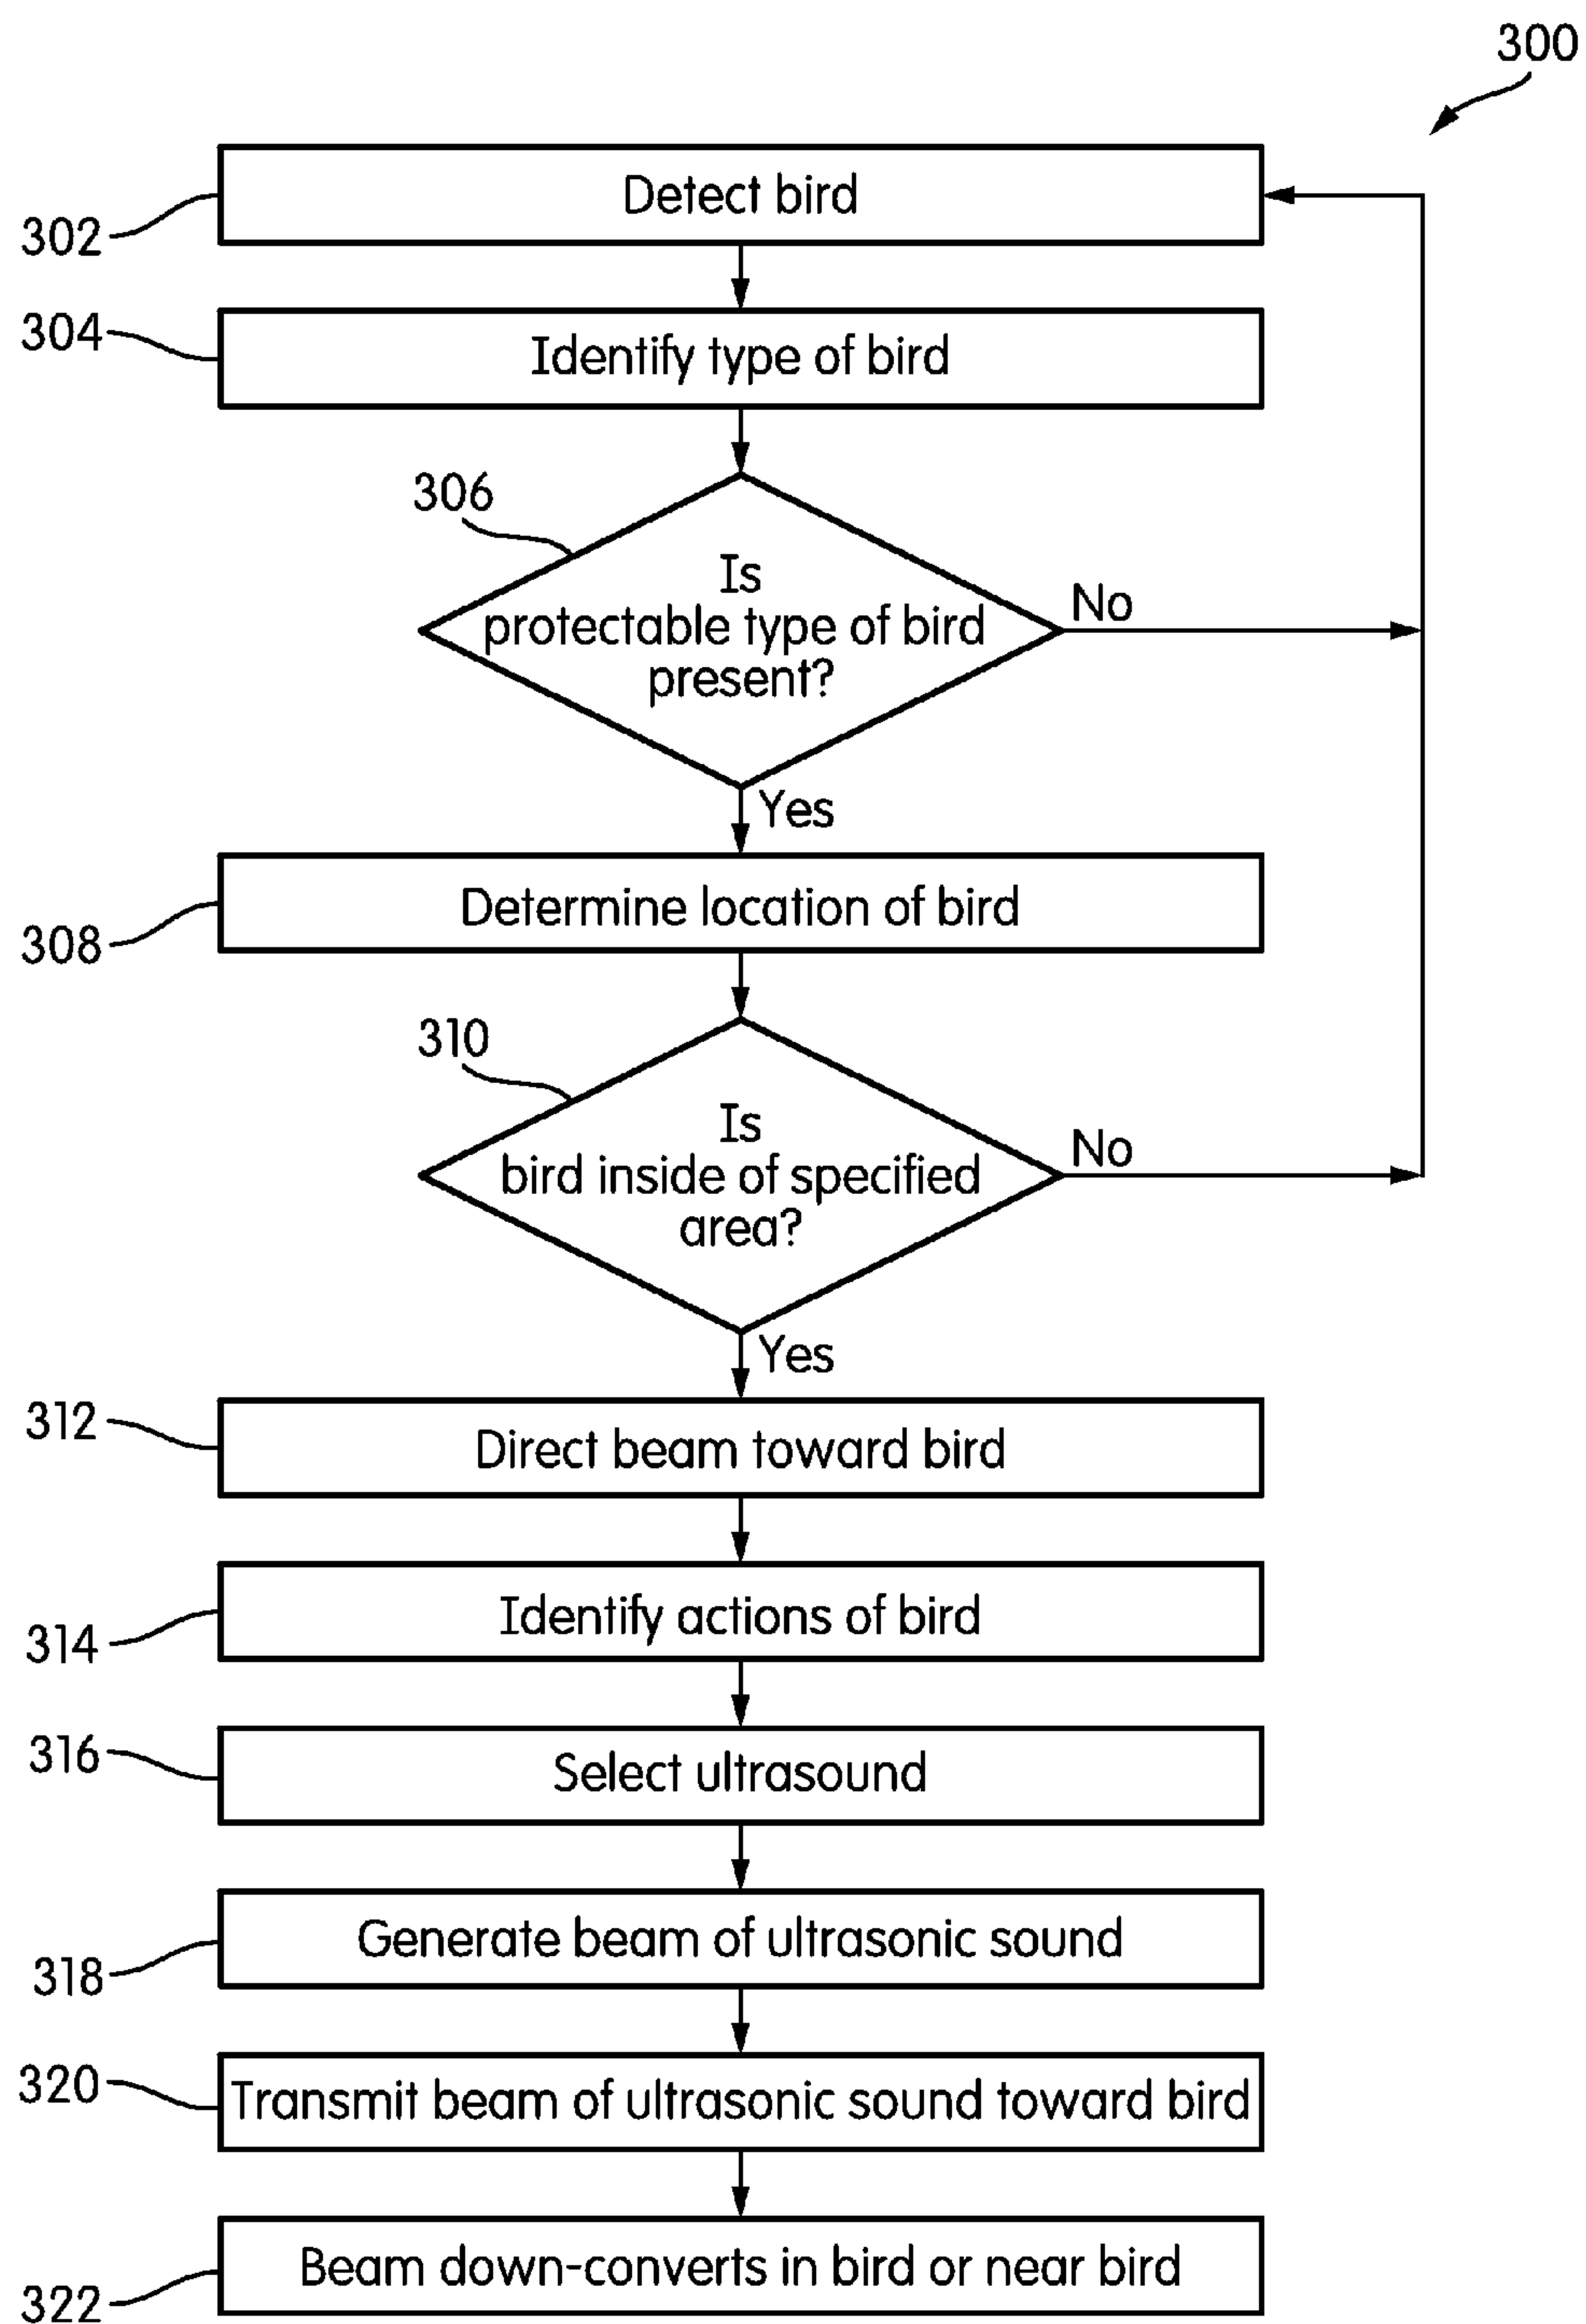 300
Detect bird
302
304
Identify type of bird
306
Is
protectable type of bird
present?
No
Yes
Determine location of bird
308
310
Is
bird inside of specified
area?
No
Yes
312
Direct beam toward bird
Identify actions of bird
314
316
Select ultrasound
Generate beam of ultrasonic sound
318
320
Transmit beam of ultrasonic sound toward bird
Beam down-converts in bird or near bird
322